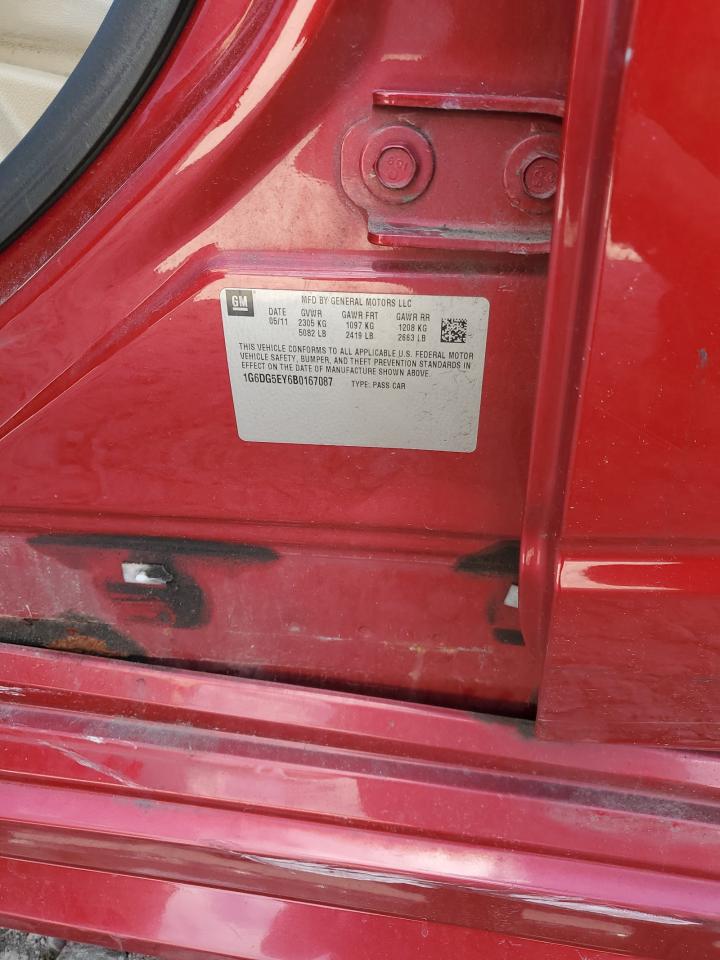 GM
MFD BY GENERAL MOTORS LLC
DATE GVWR GAWR FRT GAWR RR
05/11 2305 KG 1097 KG 1208 KG
5082 LB 2419 LB 2663 LB
THIS VEHICLE CONFORMS TO ALL APPLICABLE U.S. FEDERAL MOTOR
VEHICLE SAFETY, BUMPER, AND THEFT PREVENTION STANDARDS IN
EFFECT ON THE DATE OF MANUFACTURE SHOWN ABOVE.
1G6DG5EY6B0167087 TYPE: PASS CAR